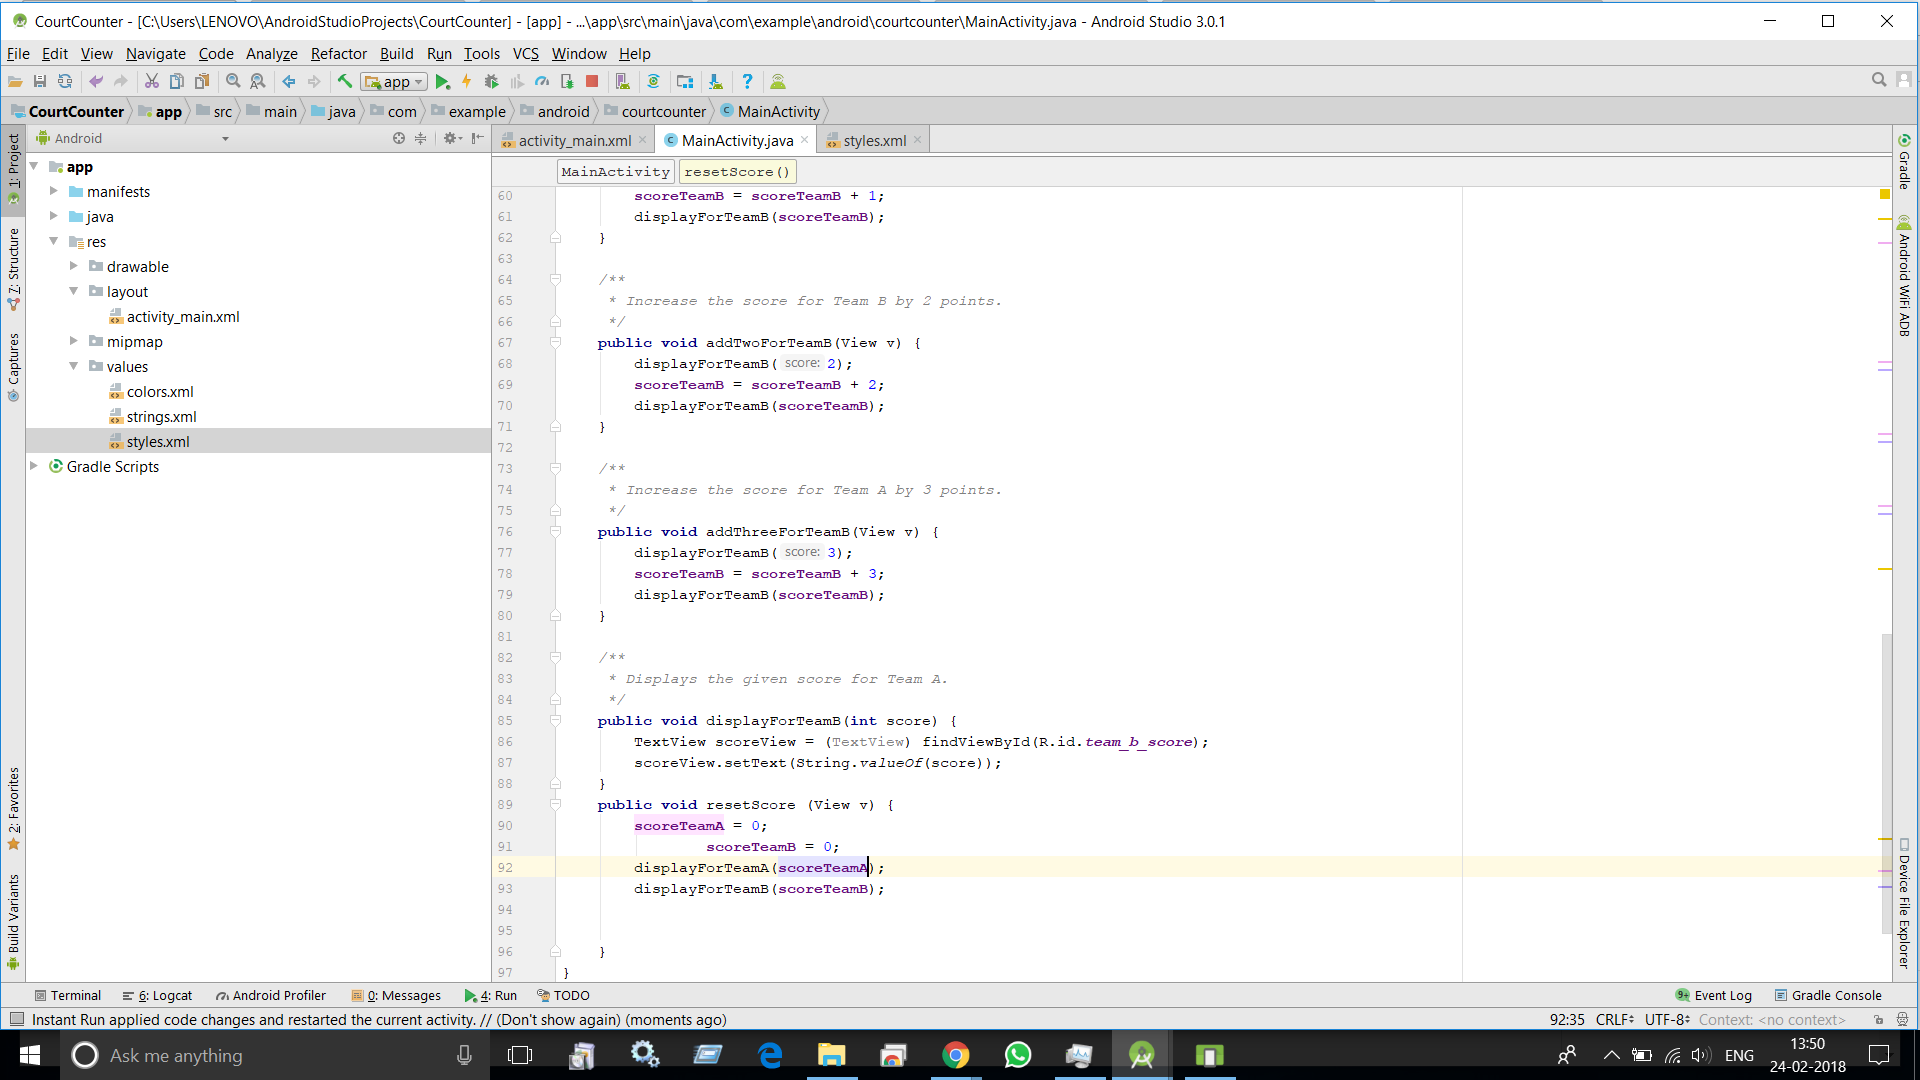 CourtCounter - [C:\Users\LENOVO\AndroidStudioProjects\CourtCounter] - [app] - ...\app\src\main\java\com\example\android\courtcounter\MainActivity.java - Android Studio 3.0.1
File Edit View Navigate Code Analyze Refactor Build Run Tools VCS Window Help
app
CourtCounter app src main java com example android courtcounter MainActivity
Android
activity_main.xml MainActivity.java styles.xml
MainActivity resetScore()
1: Project
7: Structure
Captures
2: Favorites
Build Variants
app
manifests
java
res
drawable
layout
activity_main.xml
mipmap
values
colors.xml
strings.xml
styles.xml
Gradle Scripts
60 scoreTeamB = scoreTeamB + 1;
61 displayForTeamB(scoreTeamB);
62 }
63
64 /**
65 * Increase the score for Team B by 2 points.
66 */
67 public void addTwoForTeamB(View v) {
68 displayForTeamB( score: 2);
69 scoreTeamB = scoreTeamB + 2;
70 displayForTeamB(scoreTeamB);
71 }
72
73 /**
74 * Increase the score for Team A by 3 points.
75 */
76 public void addThreeForTeamB(View v) {
77 displayForTeamB( score: 3);
78 scoreTeamB = scoreTeamB + 3;
79 displayForTeamB(scoreTeamB);
80 }
81
82 /**
83 * Displays the given score for Team A.
84 */
85 public void displayForTeamB(int score) {
86 TextView scoreView = (TextView) findViewById(R.id.team_b_score);
87 scoreView.setText(String.valueOf(score));
88 }
89 public void resetScore (View v) {
90 scoreTeamA = 0;
91 scoreTeamB = 0;
92 displayForTeamA(scoreTeamA);
93 displayForTeamB(scoreTeamB);
94
95
96 }
97 }
Gradle
Android WiFi ADB
Device File Explorer
Terminal 6: Logcat Android Profiler 0: Messages 4: Run TODO Event Log Gradle Console
Instant Run applied code changes and restarted the current activity. // (Don't show again) (moments ago) 92:35 CRLF UTF-8 Context: <no context>
Ask me anything ENG 13:50
24-02-2018